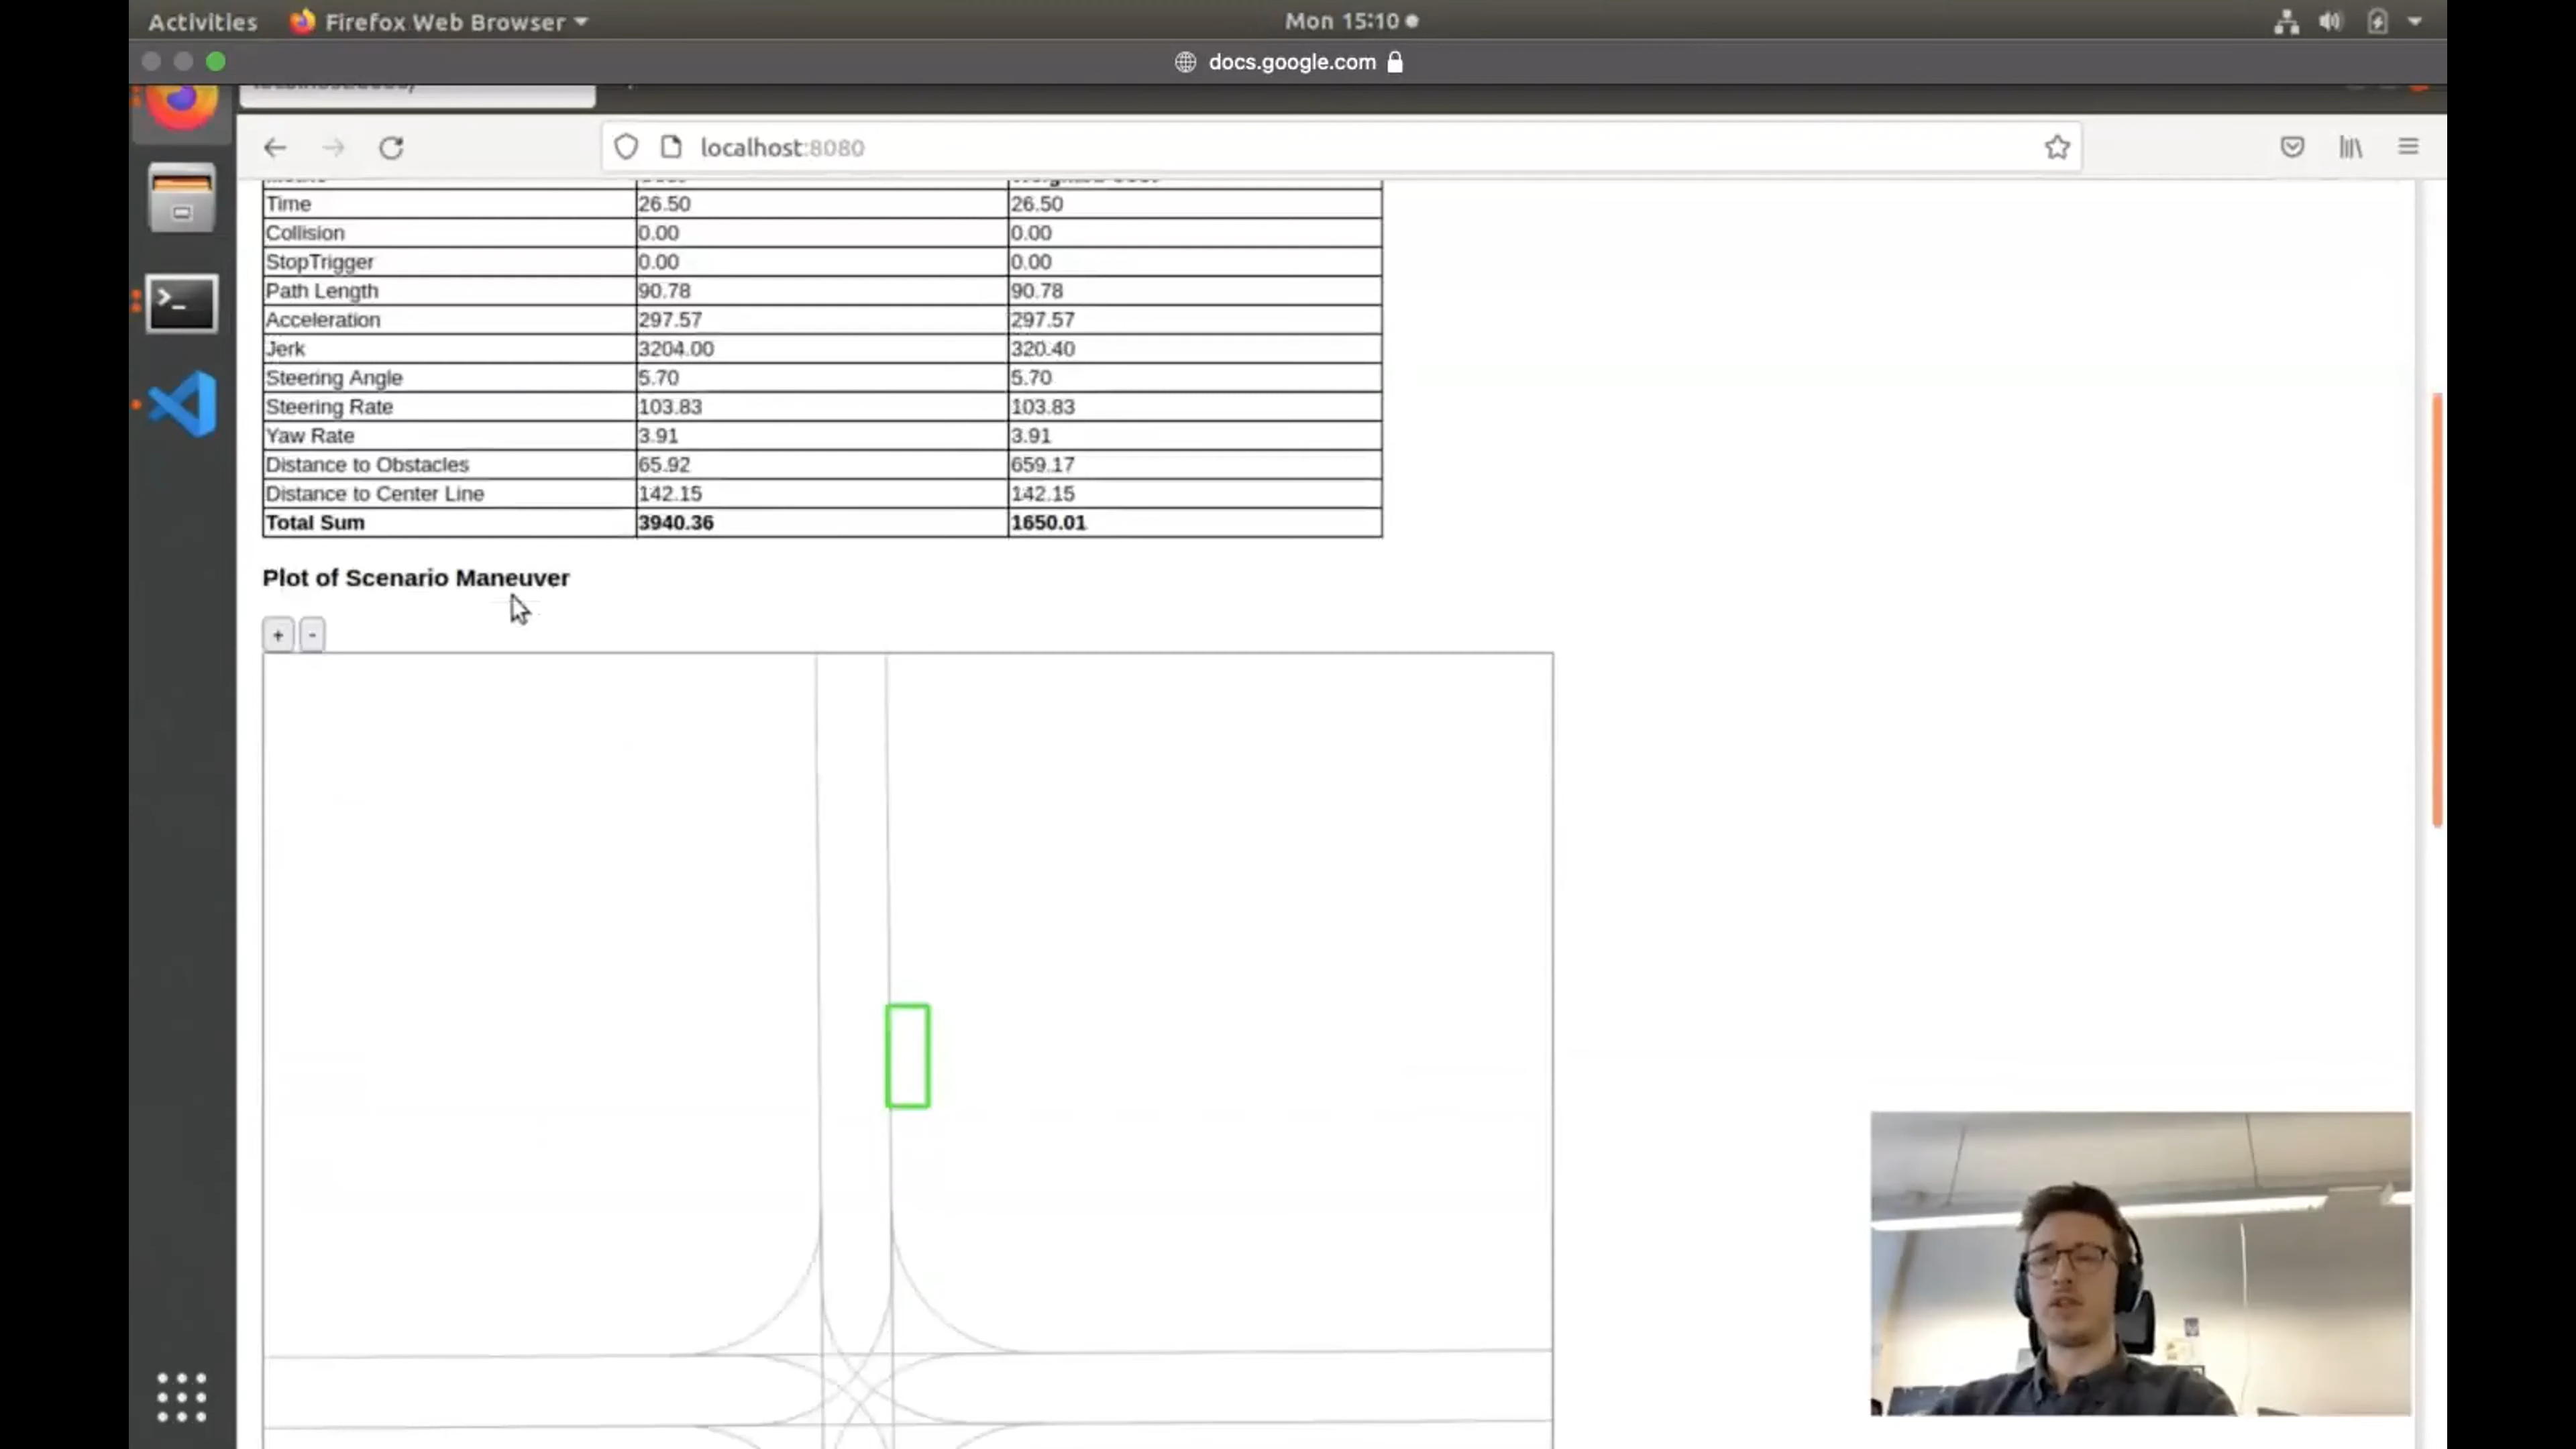 Activities Firefox Web Browser Mon 15:10
docs.google.com
localhost:8080
Time 26.50 26.50
Collision 0.00 0.00
StopTrigger 0.00 0.00
Path Length 90.78 90.78
Acceleration 297.57 297.57
Jerk 3204.00 320.40
Steering Angle 5.70 5.70
Steering Rate 103.83 103.83
Yaw Rate 3.91 3.91
Distance to Obstacles 65.92 659.17
Distance to Center Line 142.15 142.15
Total Sum 3940.36 1650.01
Plot of Scenario Maneuver
+ -